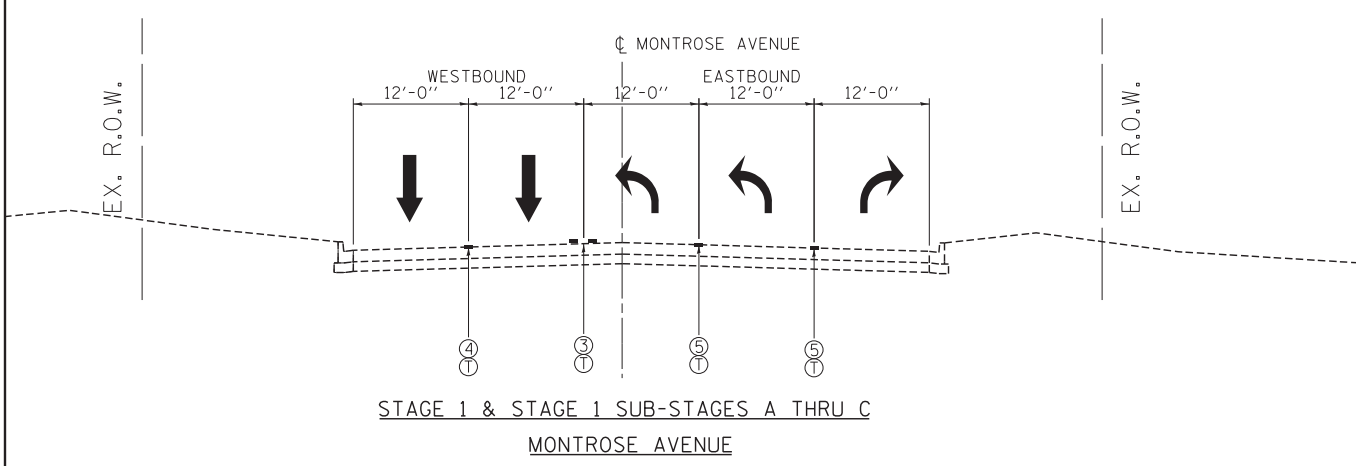 ℄ MONTROSE AVENUE
WESTBOUND EASTBOUND
12'-0'' 12'-0'' 12'-0'' 12'-0'' 12'-0''
EX. R.O.W.
EX. R.O.W.
4 3 5 5
T T T T
STAGE 1 & STAGE 1 SUB-STAGES A THRU C
MONTROSE AVENUE